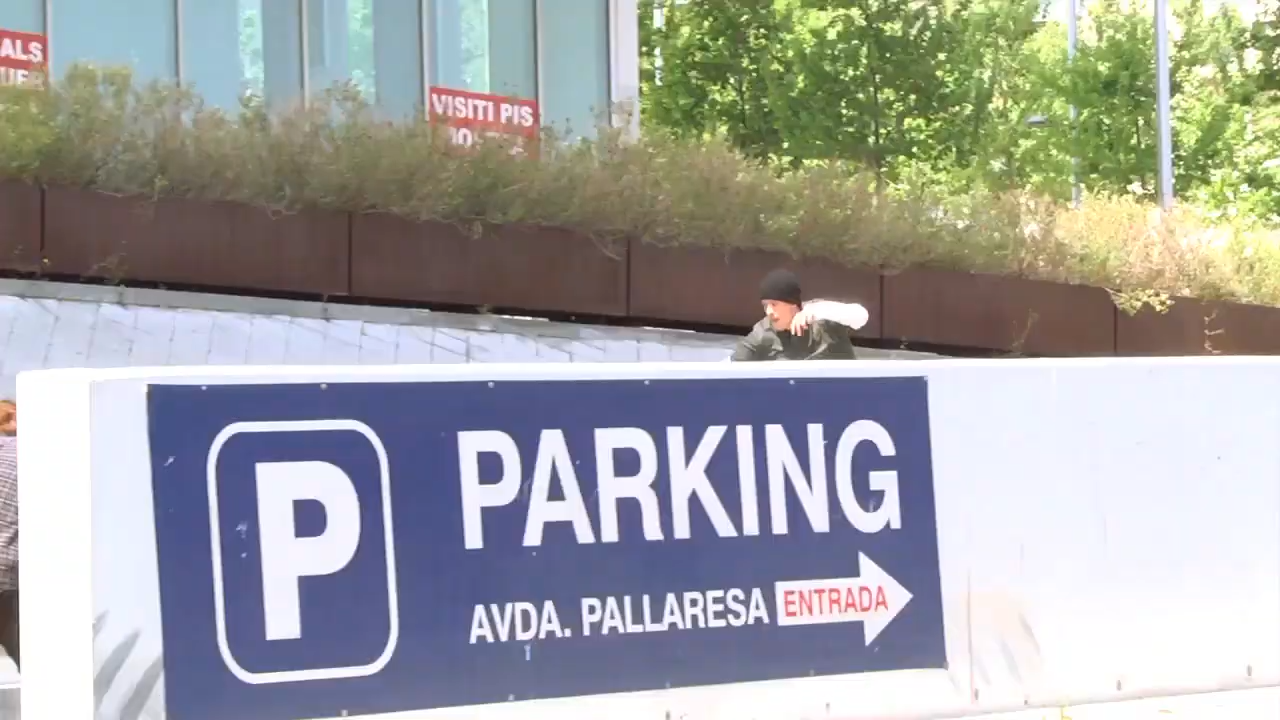 ALS
VISITI PIS
P
PARKING
AVDA. PALLARESA
ENTRADA